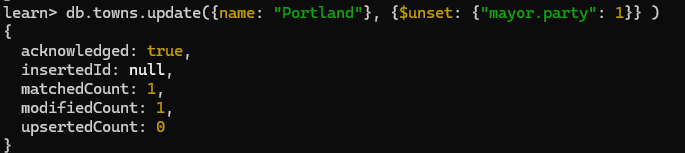 learn> db.towns.update({name: "Portland"}, {$unset: {"mayor.party": 1}} )
{
  acknowledged: true,
  insertedId: null,
  matchedCount: 1,
  modifiedCount: 1,
  upsertedCount: 0
}